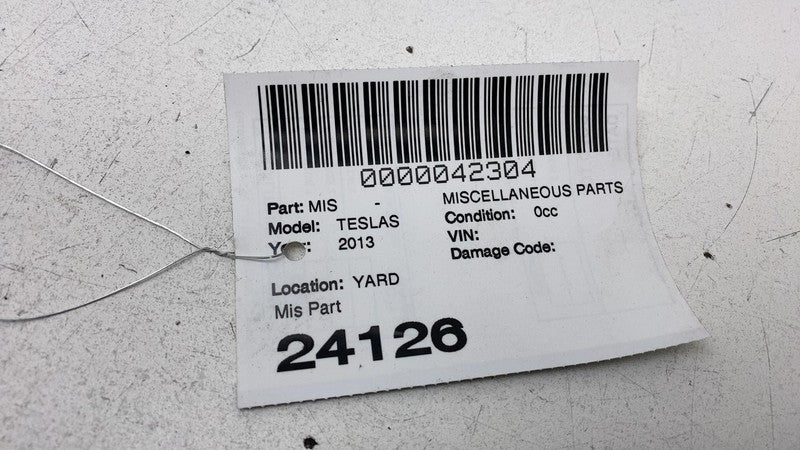 0000042304
Part: MIS - MISCELLANEOUS PARTS
Model: TESLAS Condition: 0cc
2013 VIN:
Damage Code:
Location: YARD
Mis Part
24126